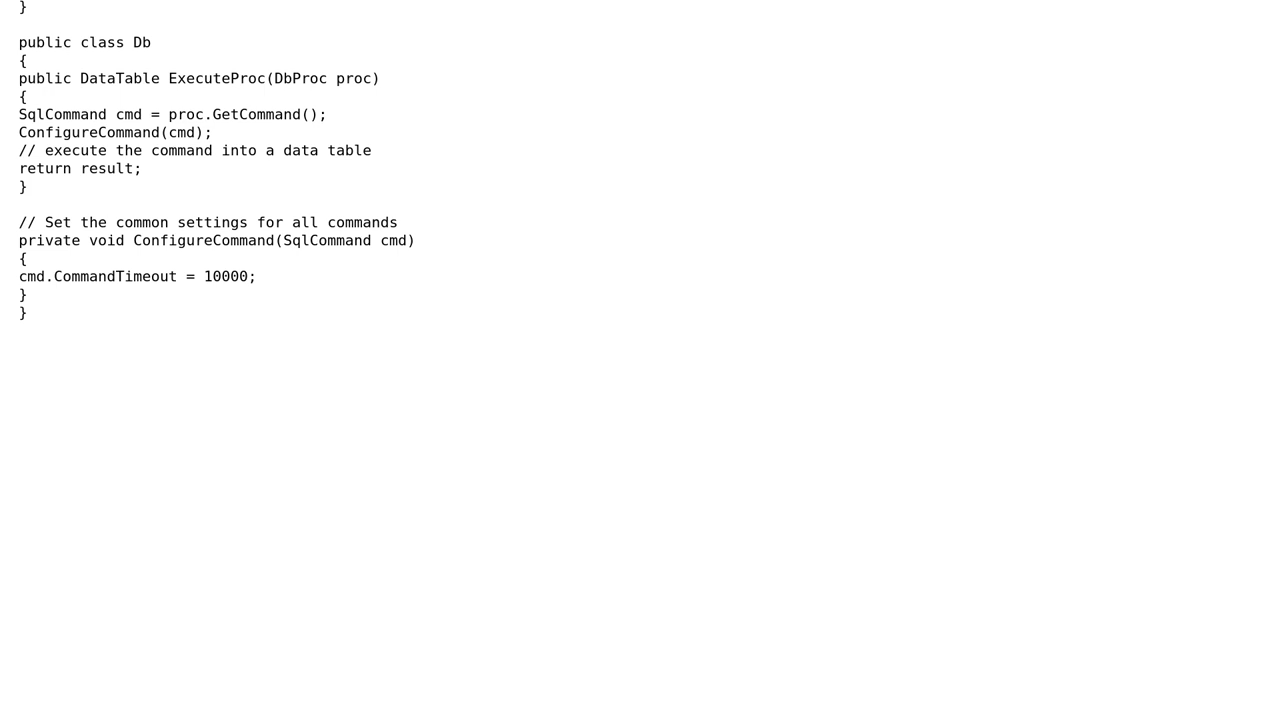 }
public class Db
{
public DataTable ExecuteProc(DbProc proc)
{
SqlCommand cmd = proc.GetCommand();
ConfigureCommand(cmd);
// execute the command into a data table
return result;
}
// Set the common settings for all commands
private void ConfigureCommand(SqlCommand cmd)
{
cmd.CommandTimeout = 10000;
}
}